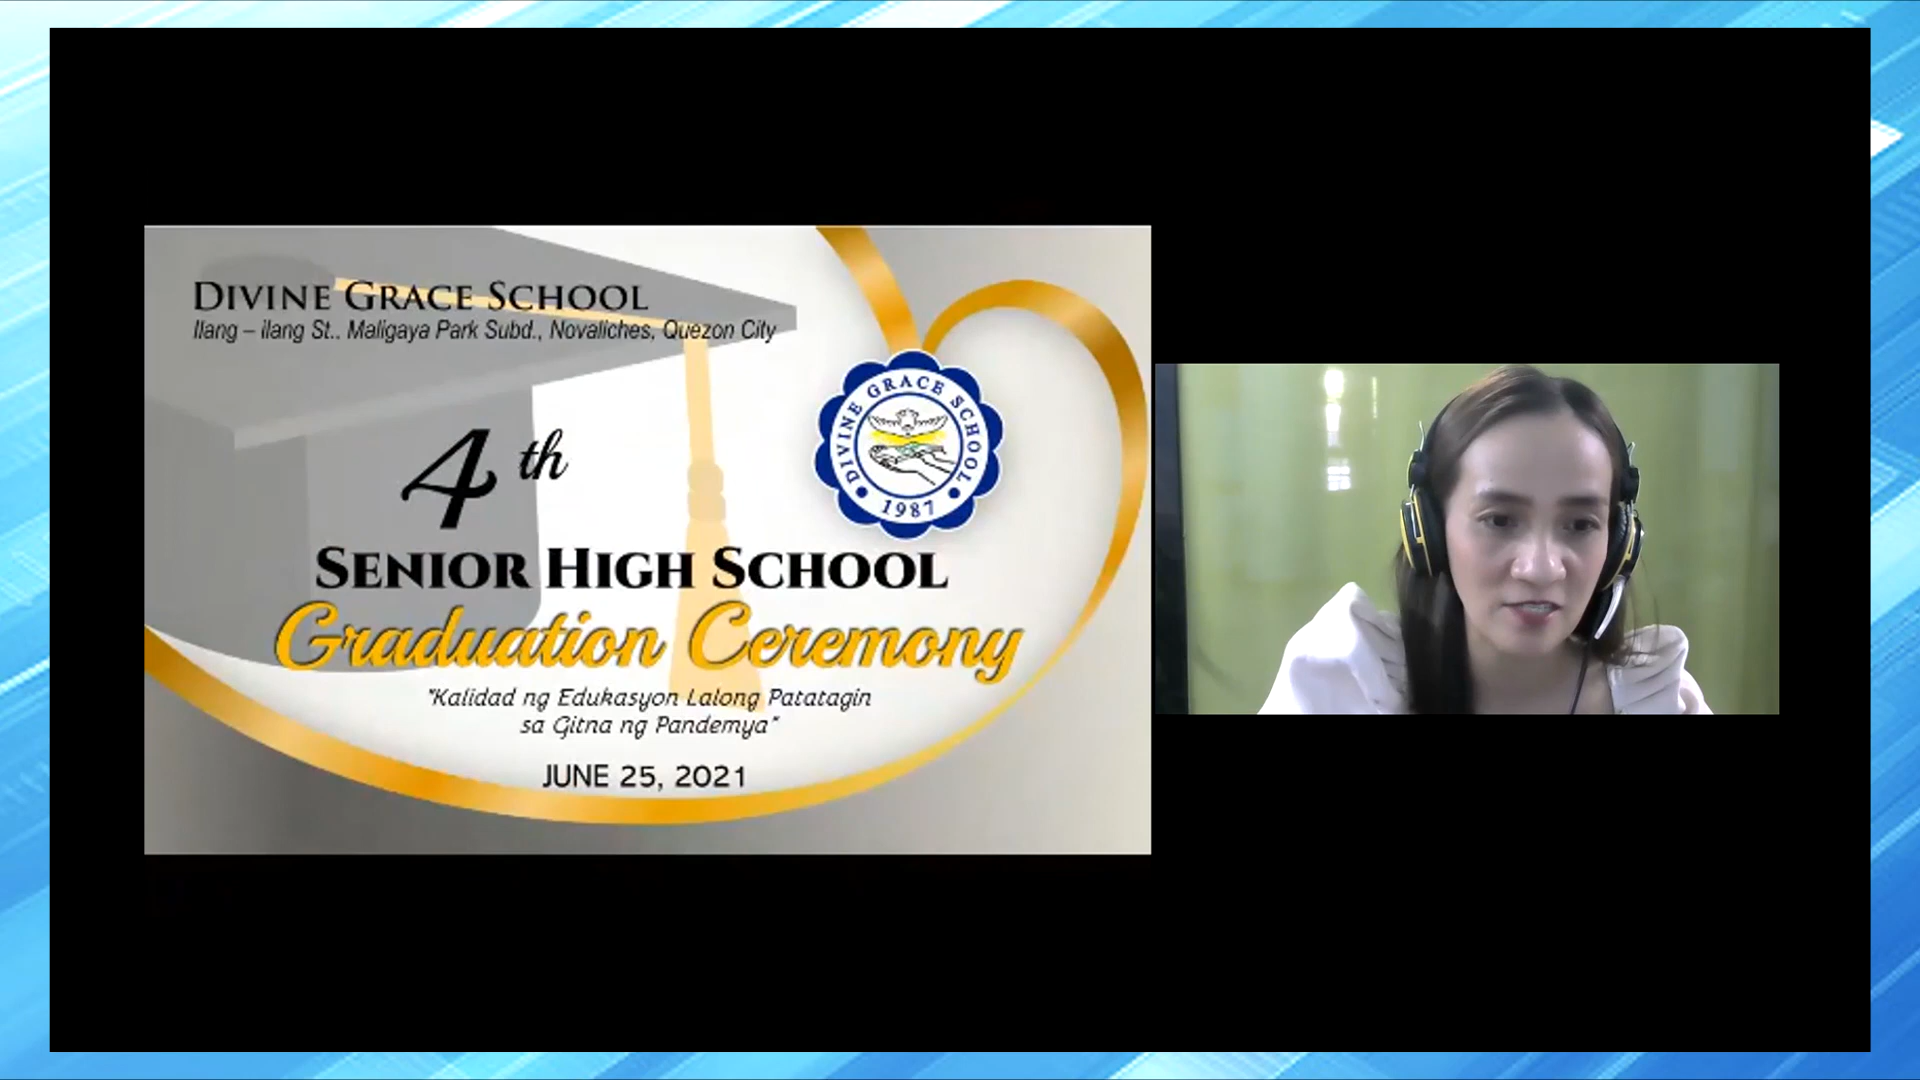 DIVINE GRACE SCHOOL
Ilang – ilang St.. Maligaya Park Subd., Novaliches, Quezon City
DIVINE GRACE SCHOOL
1987
4th
SENIOR HIGH SCHOOL
Graduation Ceremony
"Kalidad ng Edukasyon Lalong Patatagin
sa Gitna ng Pandemya"
JUNE 25, 2021